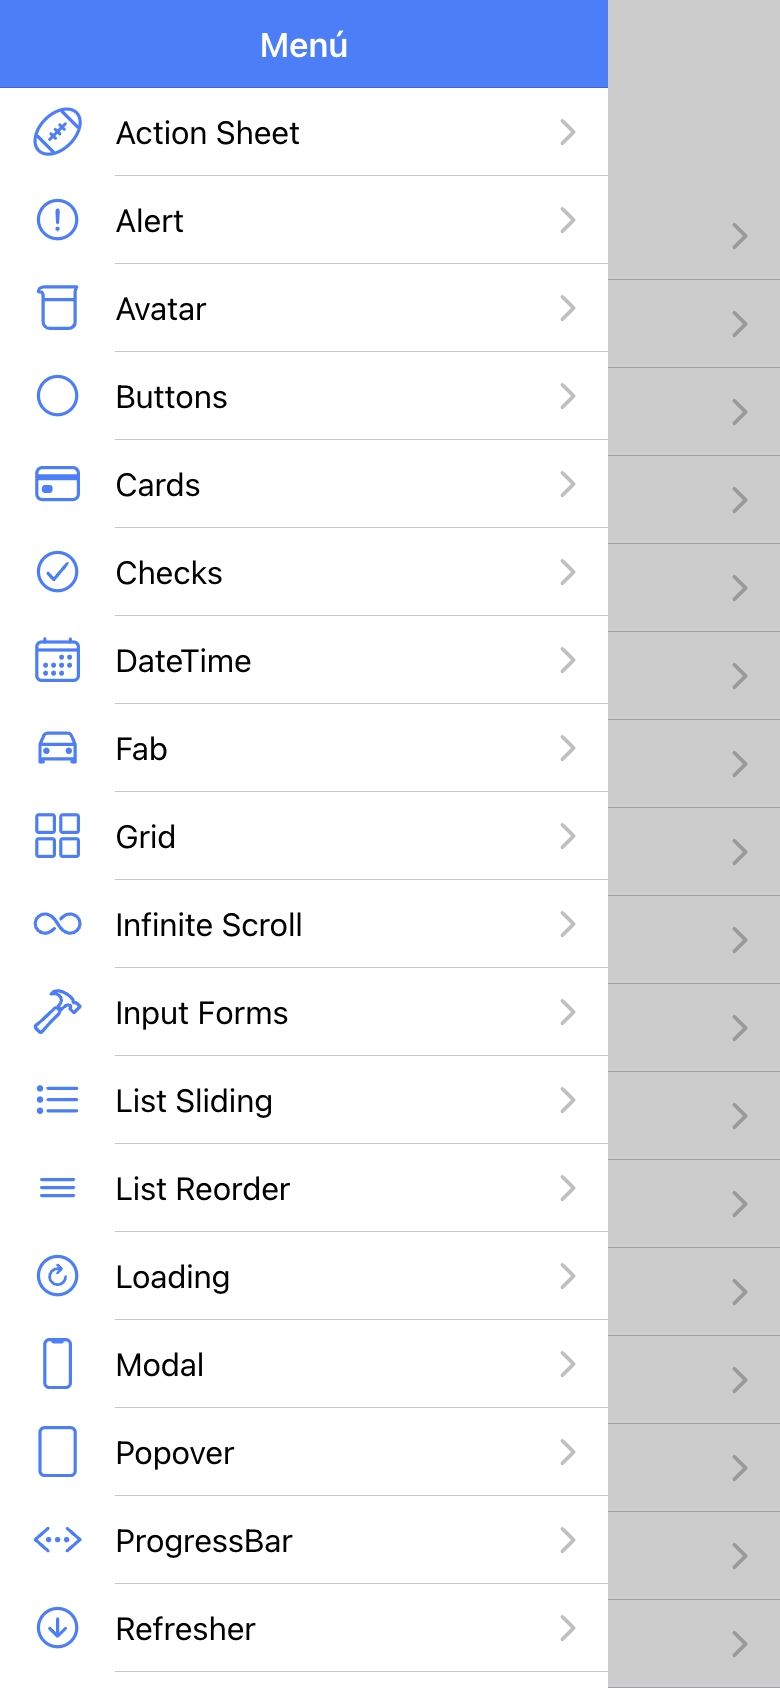 Menú
Action Sheet
Alert
Avatar
Buttons
Cards
Checks
DateTime
Fab
Grid
Infinite Scroll
Input Forms
List Sliding
List Reorder
Loading
Modal
Popover
ProgressBar
Refresher